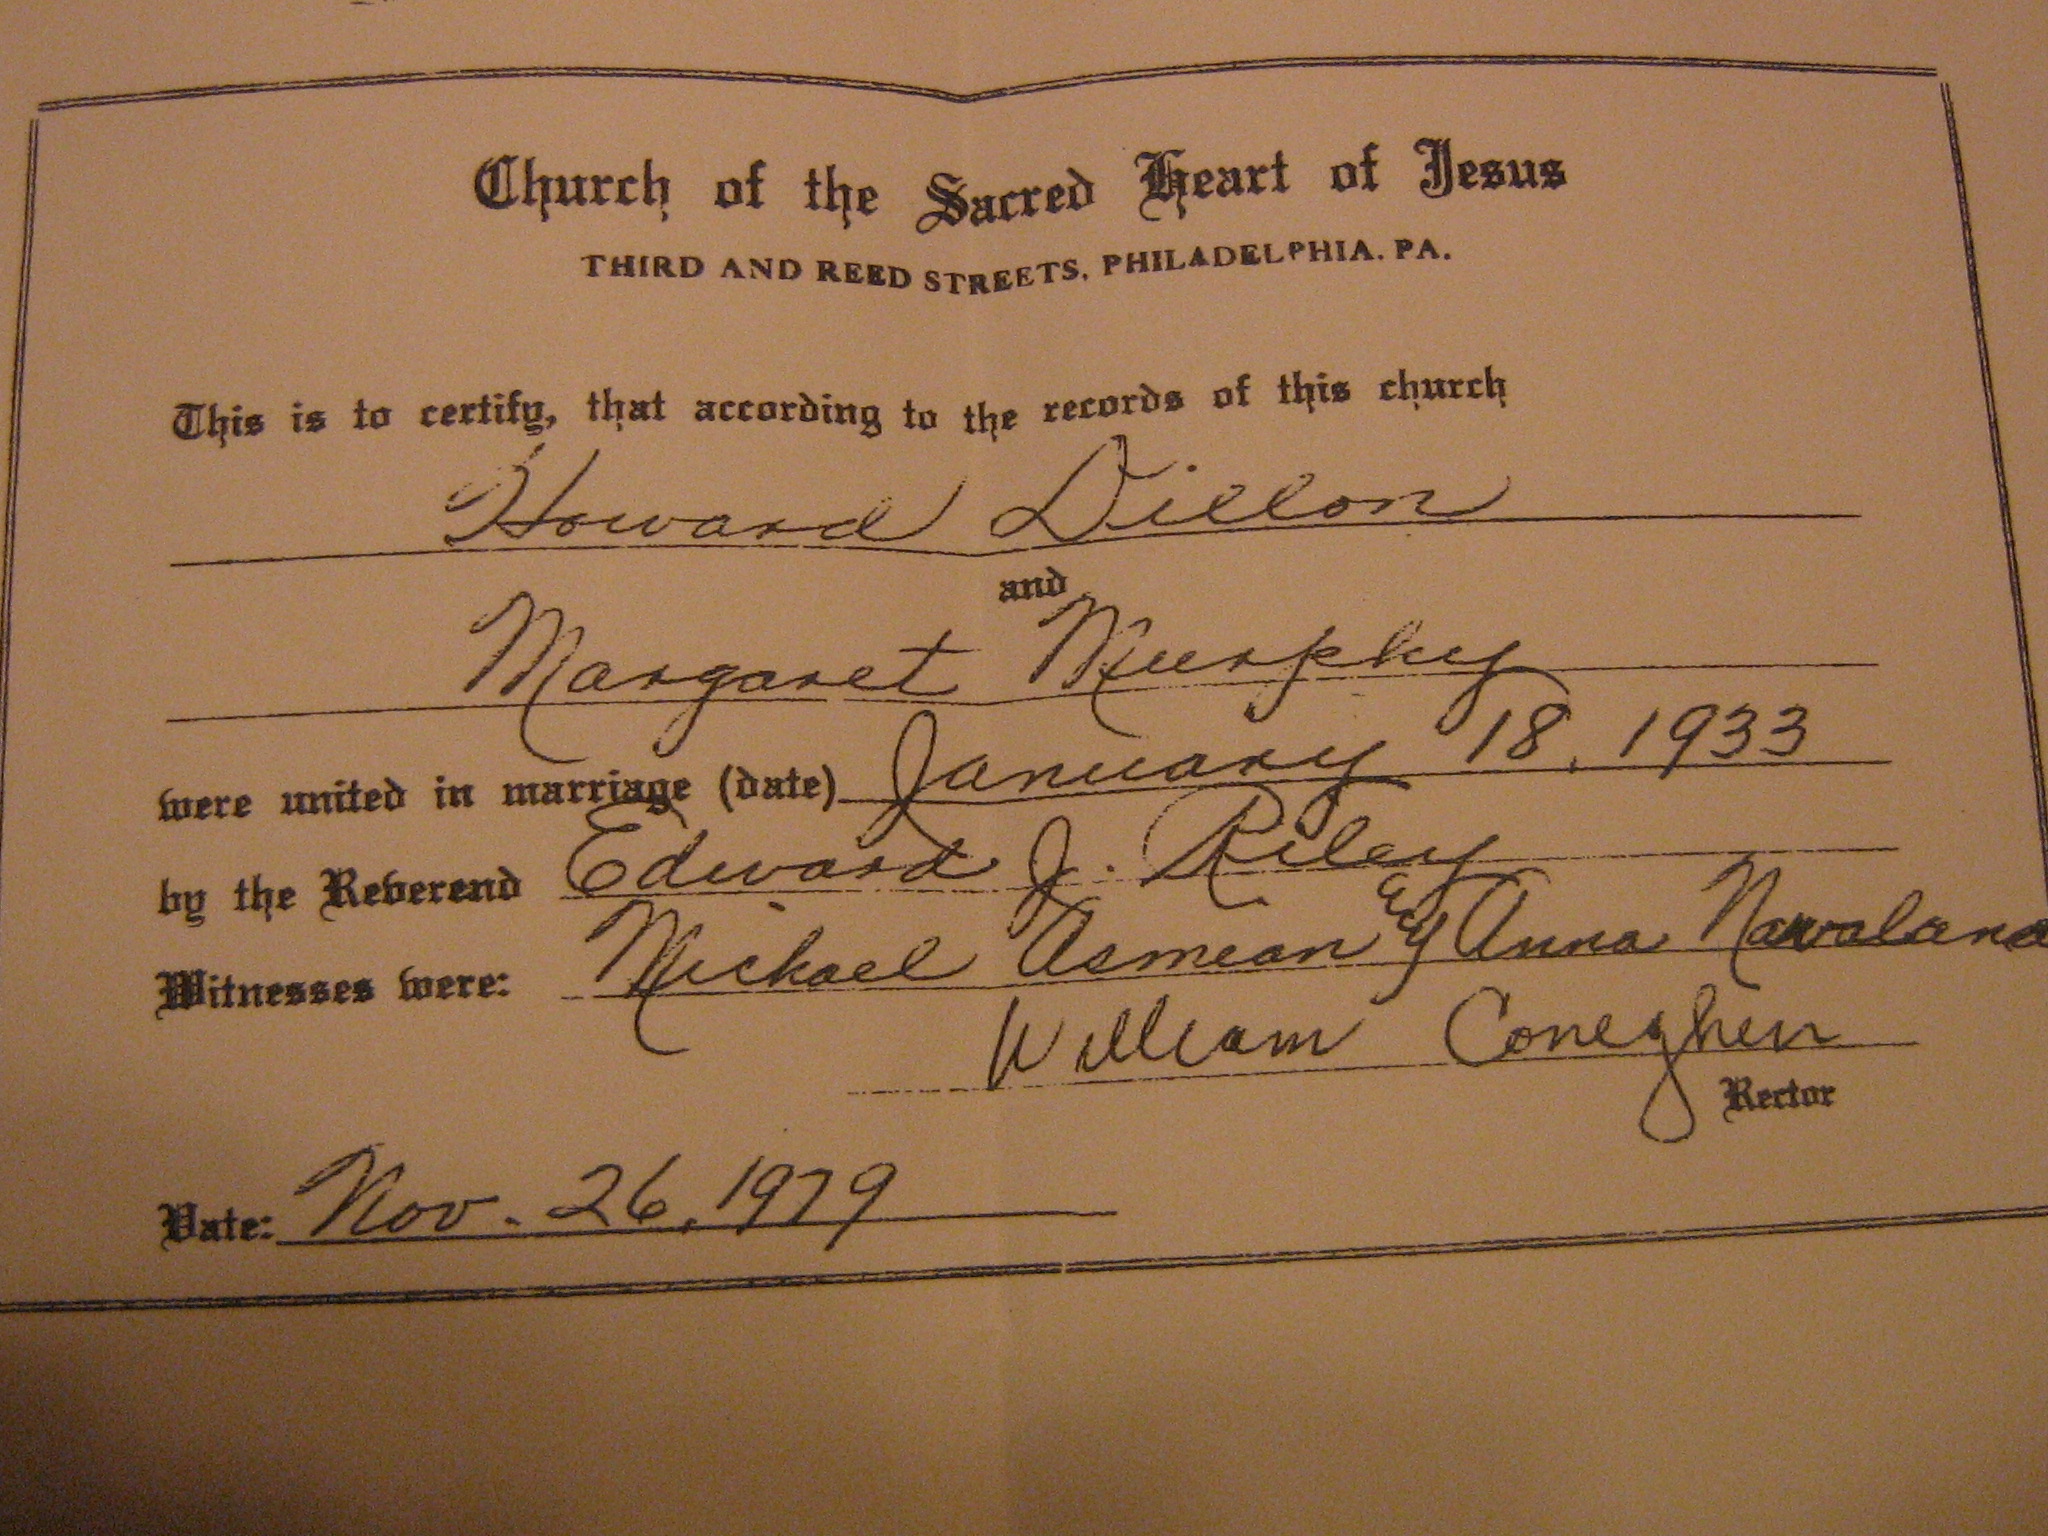 Church of the Sacred Heart of Jesus
THIRD AND REED STREETS, PHILADELPHIA, PA.
This is to certify, that according to the records of this church
Howard Dillon
and
Margaret Murphy
were united in marriage (date) January 18, 1933
by the Reverend Edward J. Riley
Witnesses were: Michael Asmean & Anna
William
Rector
Date: Nov. 26, 1979